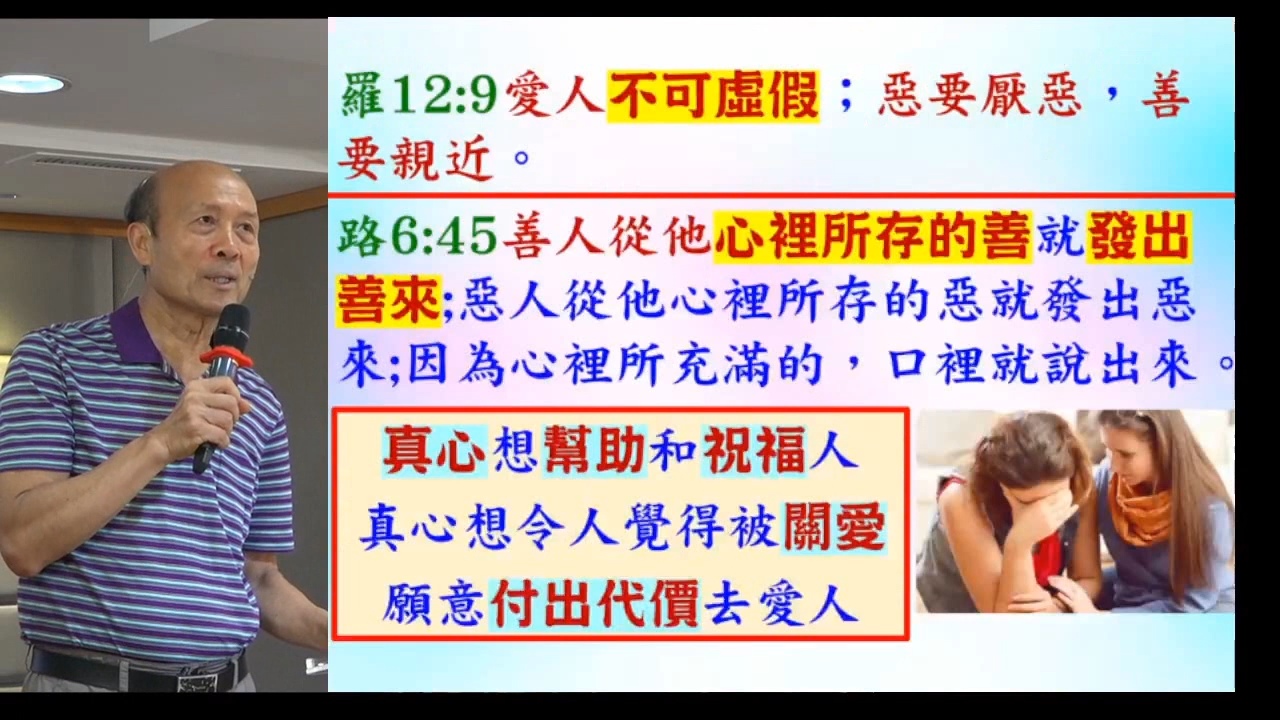 羅12:9愛人不可虛假；惡要厭惡，善
要親近。
路6:45善人從他心裡所存的善就發出
善來;惡人從他心裡所存的惡就發出惡
來;因為心裡所充滿的，口裡就說出來。
真心想幫助和祝福人
真心想令人覺得被關愛
願意付出代價去愛人